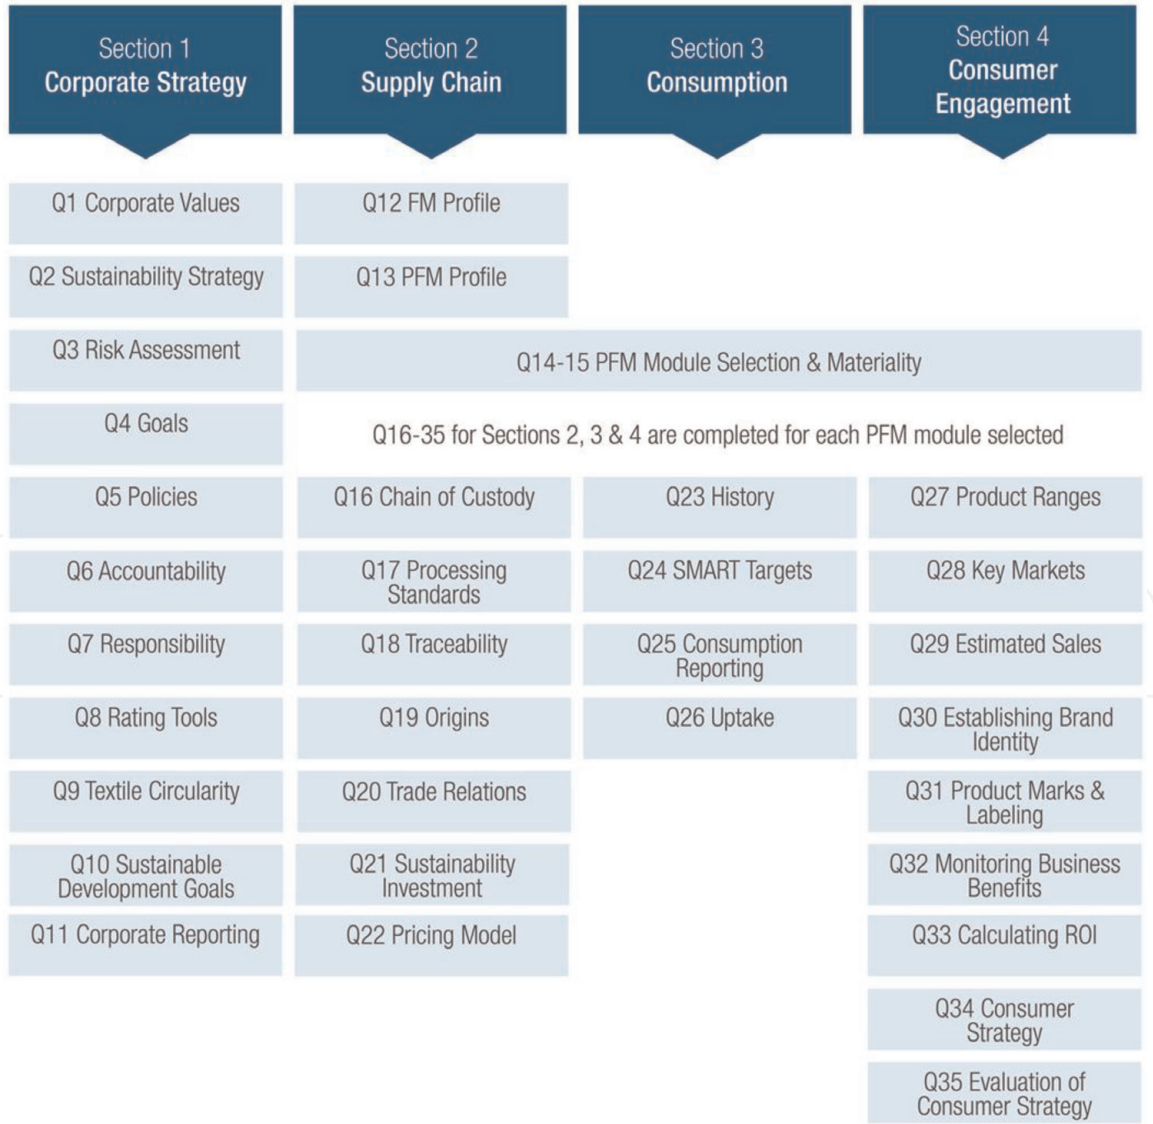 Section 1
Corporate Strategy
Section 2
Supply Chain
Section 3
Consumption
Section 4
Consumer
Engagement
Q1 Corporate Values
Q12 FM Profile
Q2 Sustainability Strategy
Q13 PFM Profile
Q3 Risk Assessment
Q14-15 PFM Module Selection & Materiality
Q4 Goals
Q16-35 for Sections 2, 3 & 4 are completed for each PFM module selected
Q5 Policies
Q16 Chain of Custody
Q23 History
Q27 Product Ranges
Q6 Accountability
Q17 Processing
Standards
Q24 SMART Targets
Q28 Key Markets
Q7 Responsibility
Q18 Traceability
Q25 Consumption
Reporting
Q29 Estimated Sales
Q8 Rating Tools
Q19 Origins
Q26 Uptake
Q30 Establishing Brand
Identity
Q9 Textile Circularity
Q20 Trade Relations
Q31 Product Marks &
Labeling
Q10 Sustainable
Development Goals
Q21 Sustainability
Investment
Q32 Monitoring Business
Benefits
Q11 Corporate Reporting
Q22 Pricing Model
Q33 Calculating ROI
Q34 Consumer
Strategy
Q35 Evaluation of
Consumer Strategy